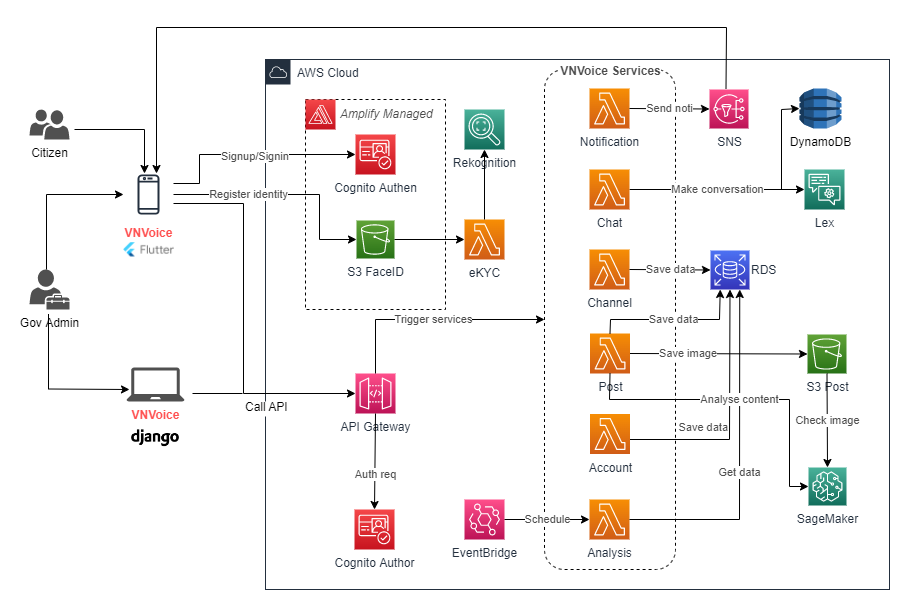 AWS Cloud
VNVoice Services
Amplify Managed
Citizen
Signup/Signin
Cognito Authen
Rekognition
Notification
Send noti
SNS
DynamoDB
Register identity
Make conversation
Chat
Lex
VNVoice
Flutter
S3 FaceID
eKYC
Save data
RDS
Channel
Gov Admin
Trigger services
Save data
Save image
Post
S3 Post
VNVoice
django
Call API
API Gateway
Analyse content
Save data
Check image
Account
Auth req
Get data
Schedule
SageMaker
EventBridge
Analysis
Cognito Author